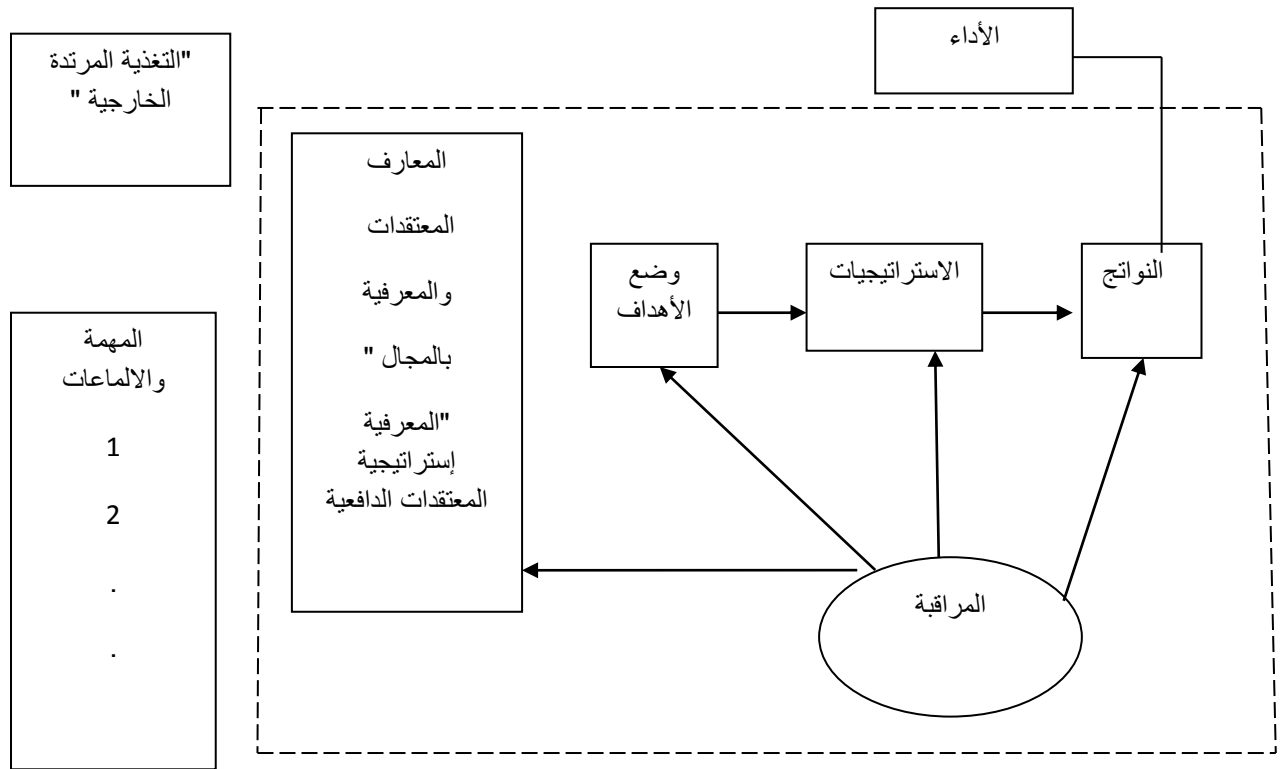 الأداء
"التغذية المرتدة
الخارجية "
المعارف
المعتقدات
والمعرفية
بالمجال "
"المعرفية
إستراتيجية
المعتقدات الدافعية
وضع
الأهداف
الاستراتيجيات
النواتج
المهمة
والالماعات
1
2
.
.
المراقبة